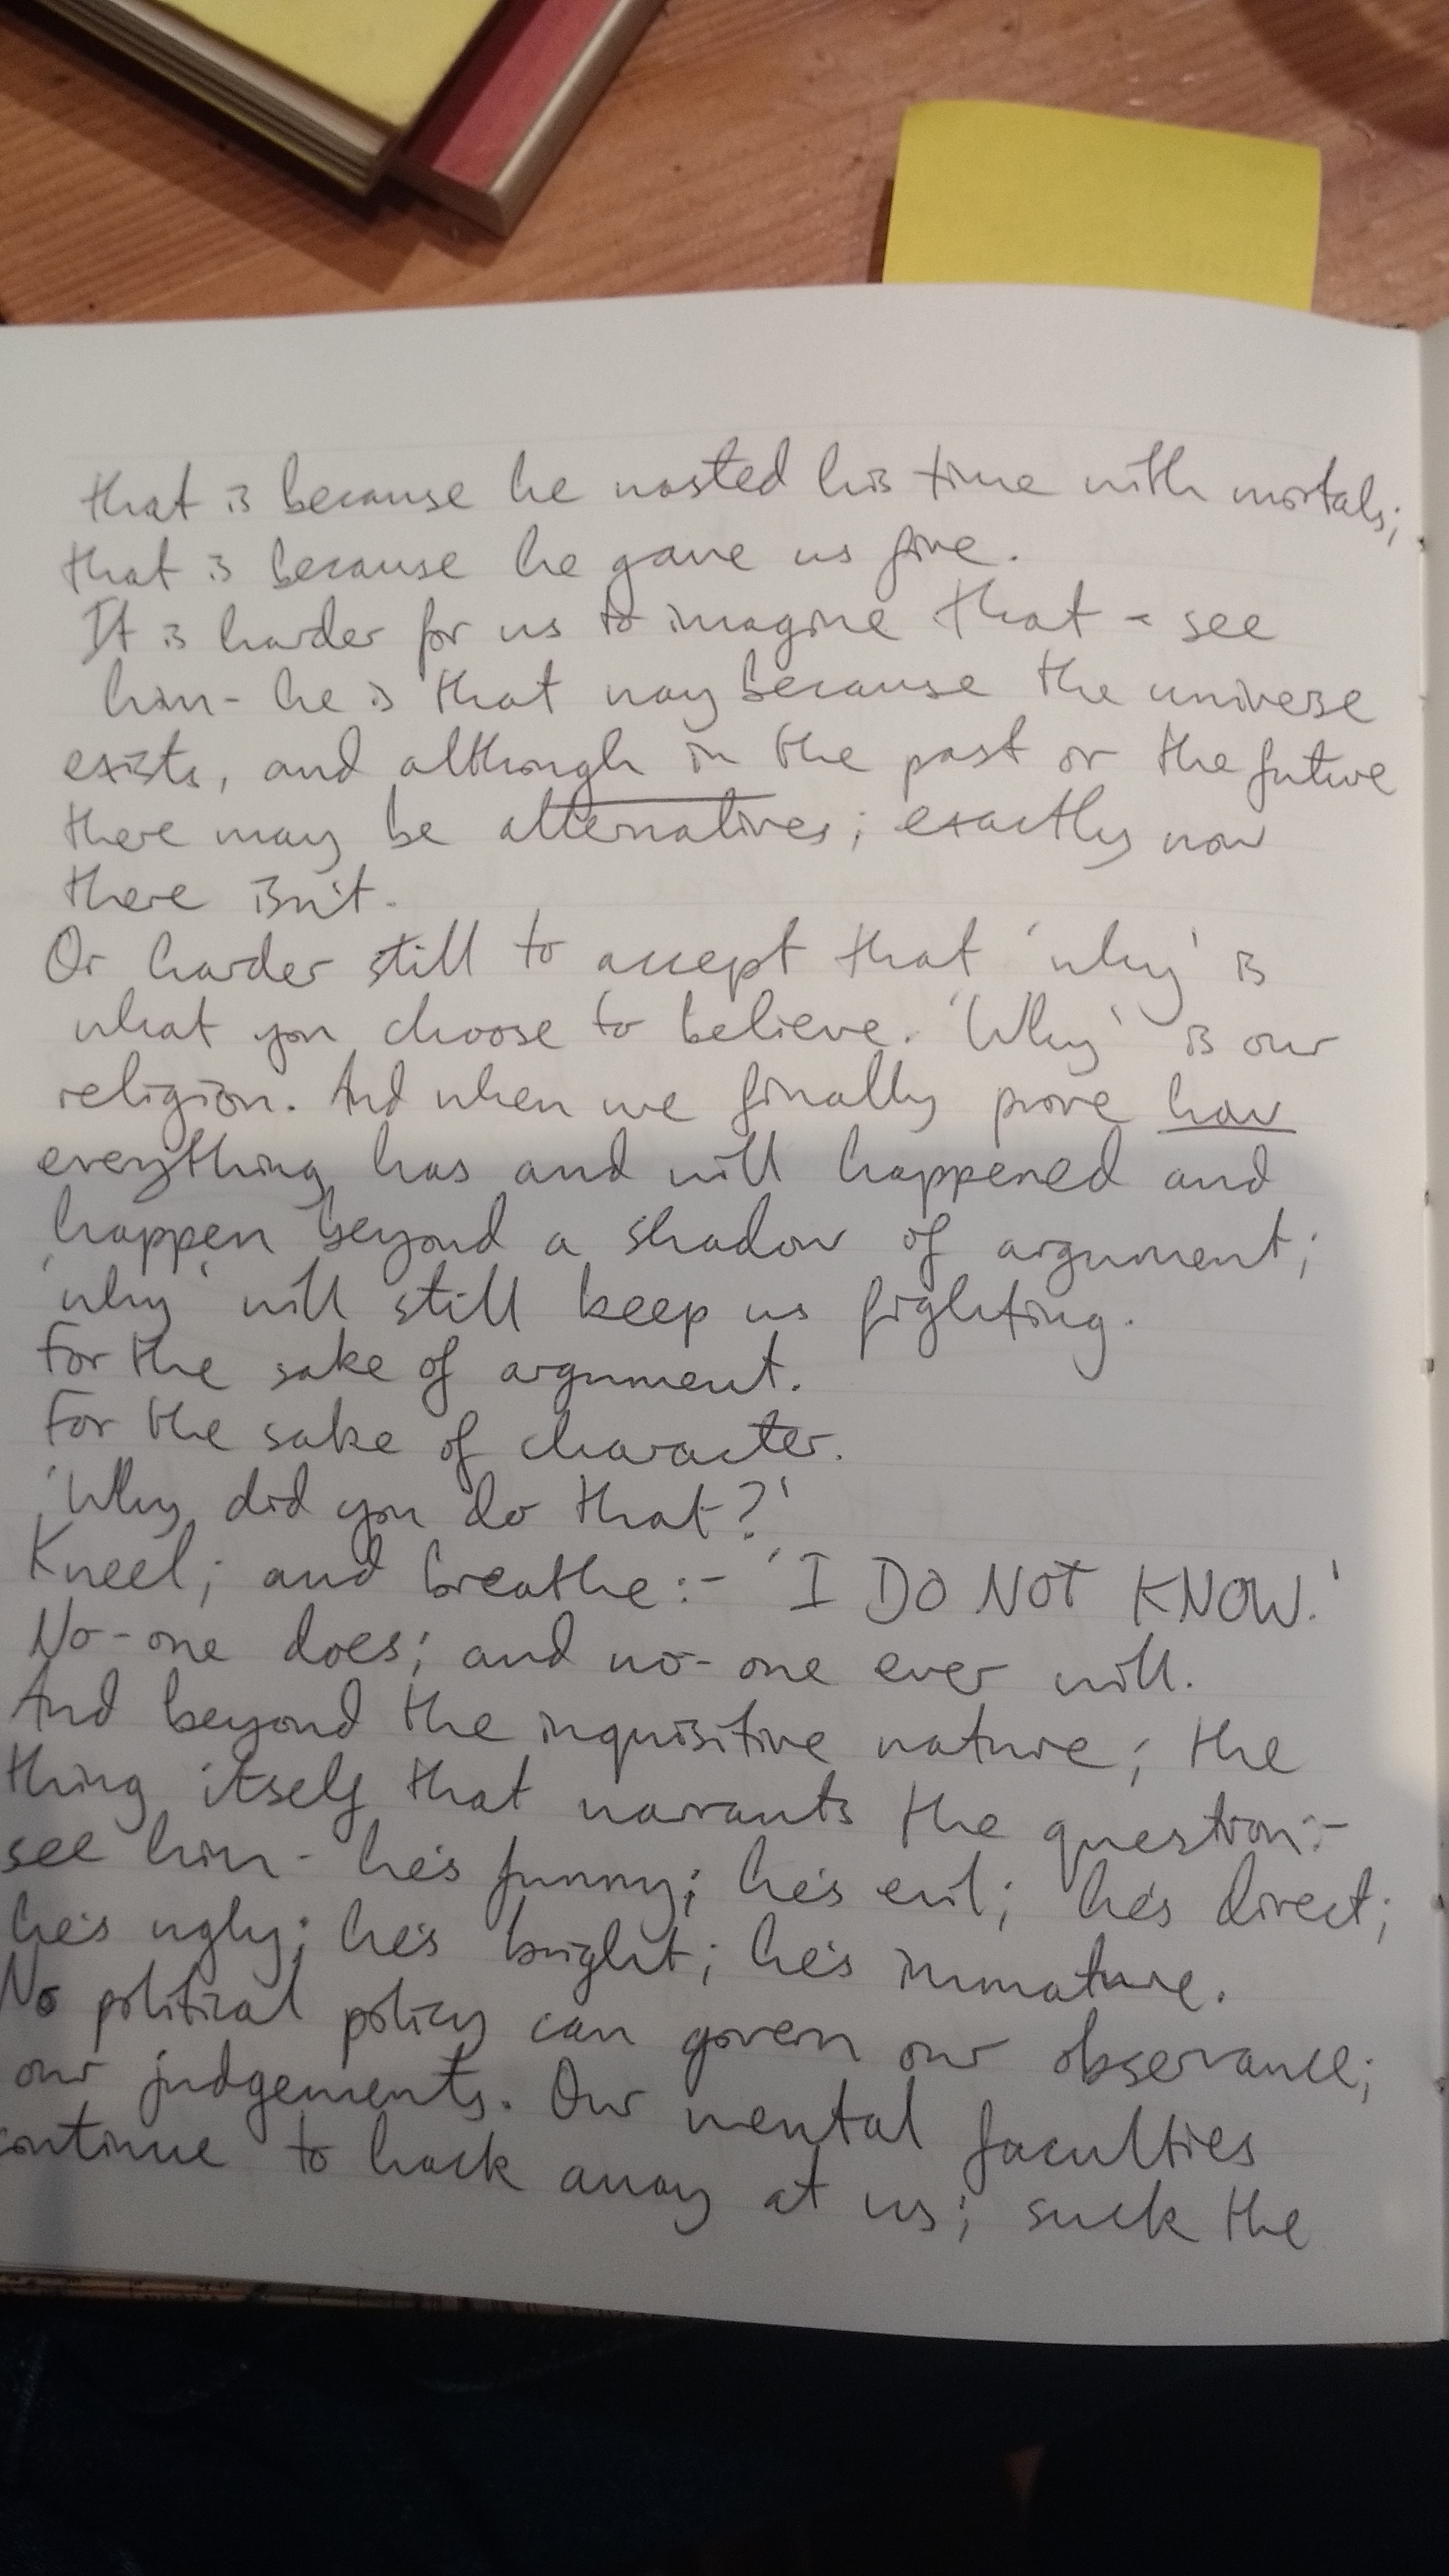 that is because he wasted his time with mortals;
that is because he gave us fire.
It is harder for us to imagine that - see
him - he is that way because the universe
exists, and although in the past or the future
there may be alternatives; exactly now
there isn't.
Or harder still to accept that 'why' is
what you choose to believe. 'Why' is our
religion. And when we finally prove how
everything has and will happened and
happen beyond a shadow of argument;
'why' will still keep us fighting.
For the sake of argument.
For the sake of character.
'Why did you do that?'
Kneel; and breathe:- 'I DO NOT KNOW.'
No-one does; and no-one ever will.
And beyond the inquisitive nature; the
thing itself that warrants the question:-
see him - he's funny; he's evil; he's direct;
he's ugly; he's bright; he's immature.
No political policy can govern our observance;
our judgements. Our mental faculties
continue to hack away at us; suck the